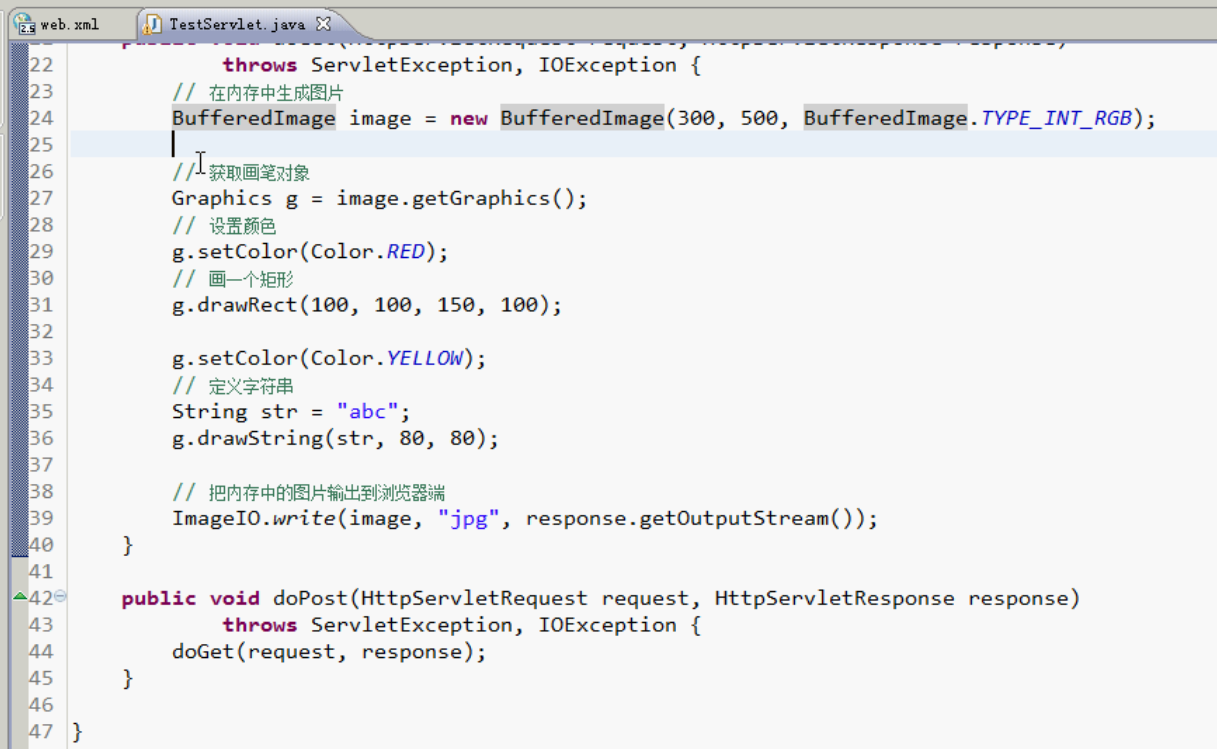 web.xml
TestServlet.java
22 throws ServletException, IOException {
23 // 在内存中生成图片
24 BufferedImage image = new BufferedImage(300, 500, BufferedImage.TYPE_INT_RGB);
25
26 // 获取画笔对象
27 Graphics g = image.getGraphics();
28 // 设置颜色
29 g.setColor(Color.RED);
30 // 画一个矩形
31 g.drawRect(100, 100, 150, 100);
32
33 g.setColor(Color.YELLOW);
34 // 定义字符串
35 String str = "abc";
36 g.drawString(str, 80, 80);
37
38 // 把内存中的图片输出到浏览器端
39 ImageIO.write(image, "jpg", response.getOutputStream());
40 }
41
42 public void doPost(HttpServletRequest request, HttpServletResponse response)
43 throws ServletException, IOException {
44 doGet(request, response);
45 }
46
47 }